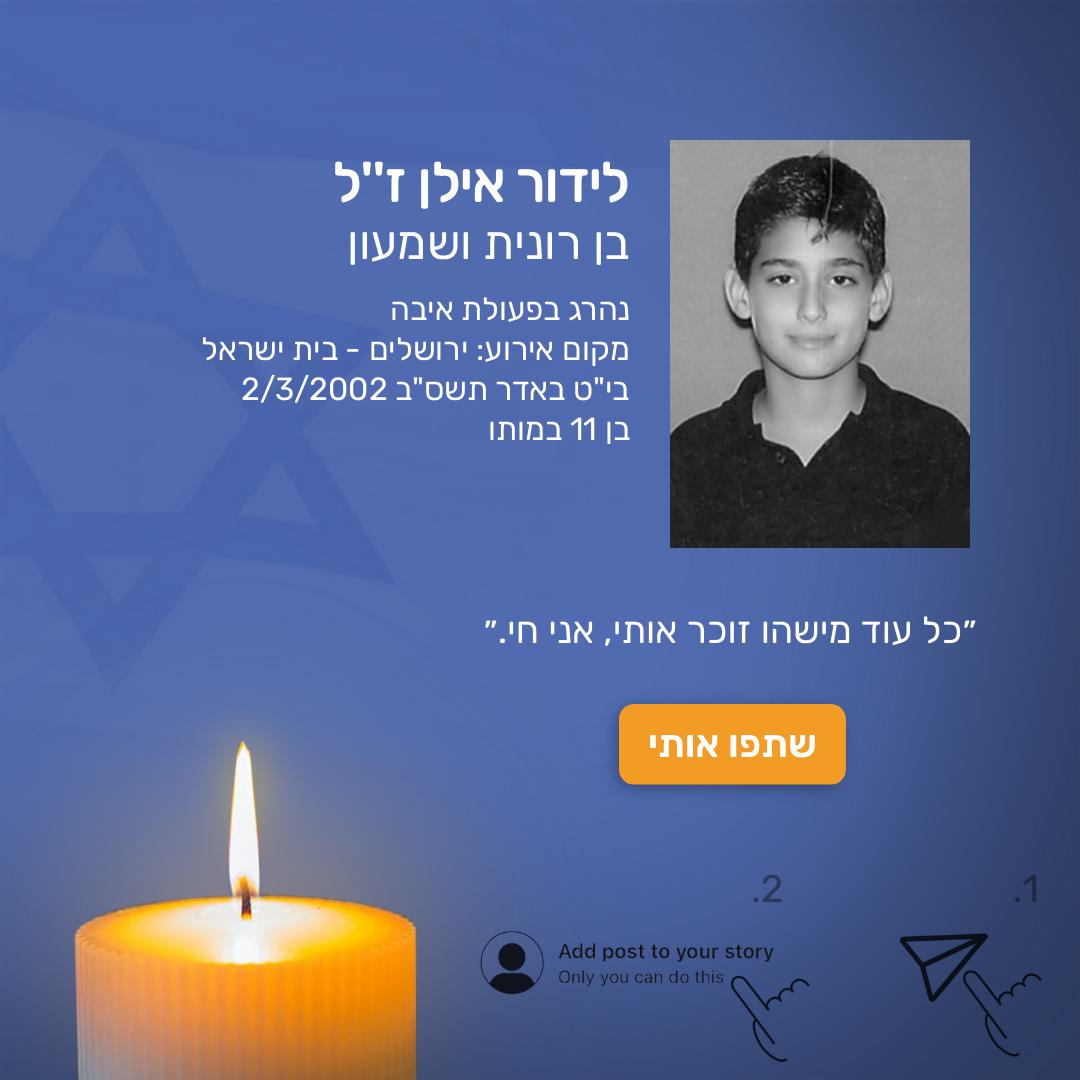 לידור אילן ז"ל
בן רונית ושמעון
נהרג בפעולת איבה
מקום אירוע: ירושלים - בית ישראל
בי"ט באדר תשס"ב 2/3/2002
בן 11 במותו
״כל עוד מישהו זוכר אותי, אני חי.״
שתפו אותי
1.
2.
Add post to your story
Only you can do this